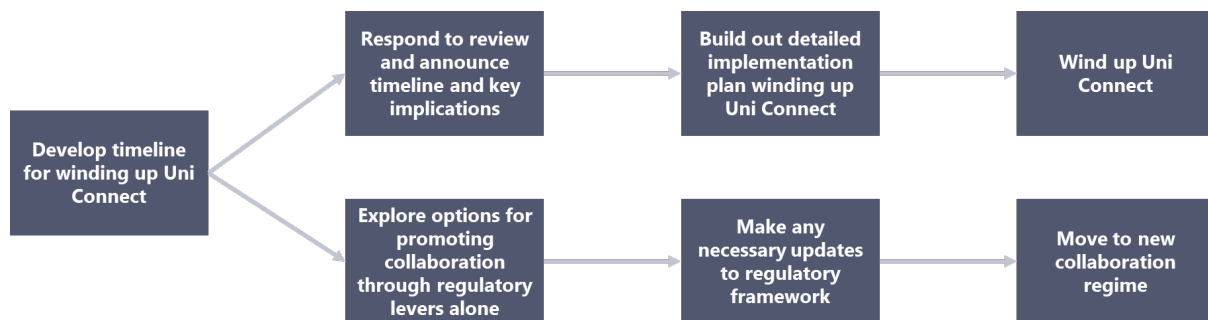 Develop timeline
for winding up Uni
Connect
Respond to review
and announce
timeline and key
implications
Build out detailed
implementation
plan winding up
Uni Connect
Wind up Uni
Connect
Explore options for
promoting
collaboration
through regulatory
levers alone
Make any
necessary updates
to regulatory
framework
Move to new
collaboration
regime